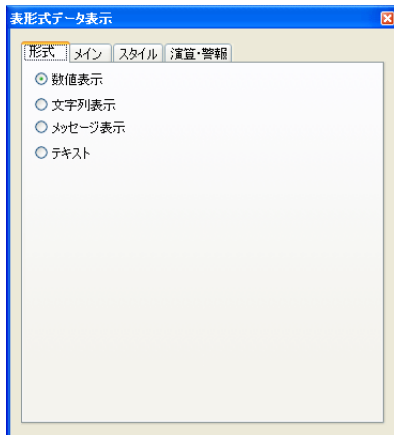 表形式データ表示
形式 メイン スタイル 演算・警報
数値表示
文字列表示
メッセージ表示
テキスト